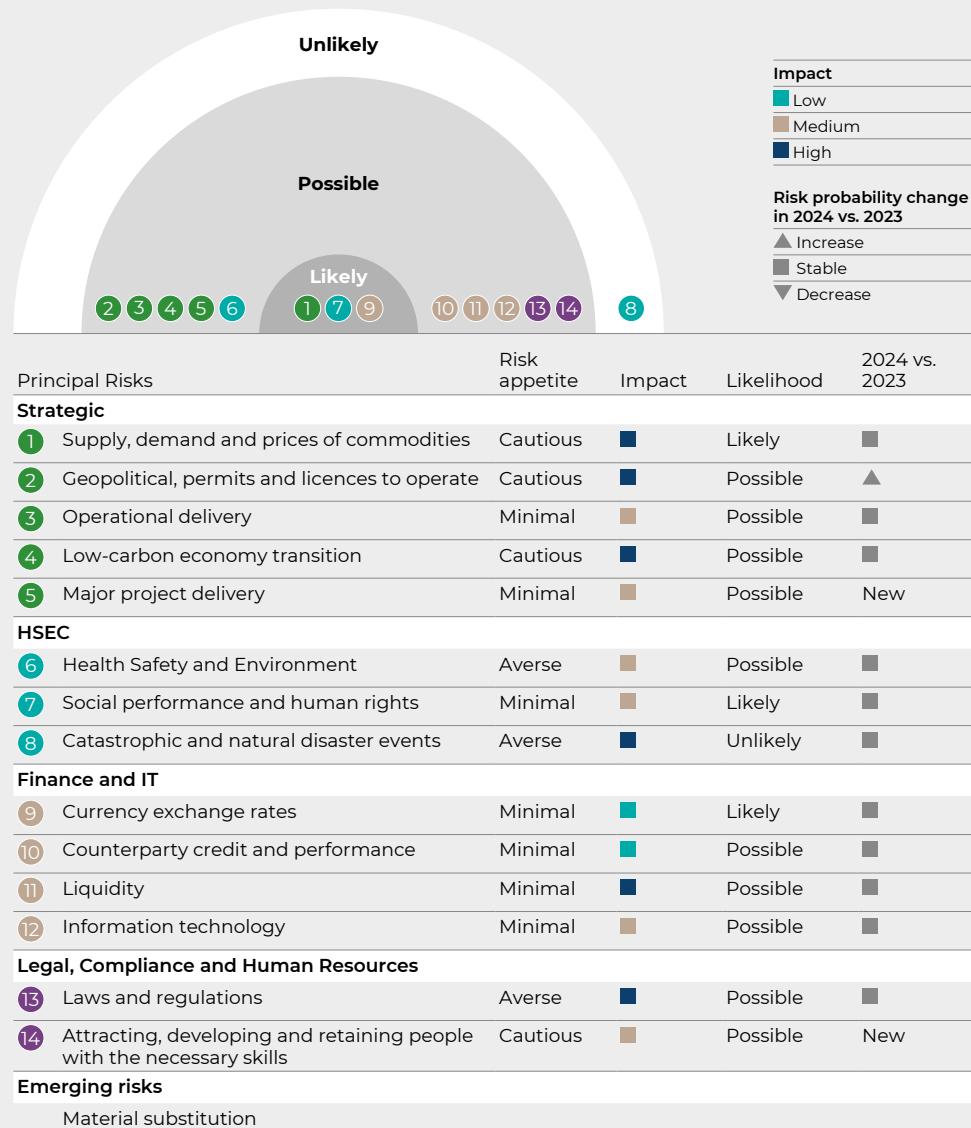 Unlikely
Possible
Likely
2 3 4 5 6 1 7 9 10 11 12 13 14 8
Impact
Low
Medium
High
Risk probability change
in 2024 vs. 2023
Increase
Stable
Decrease
Principal Risks Risk appetite Impact Likelihood 2024 vs. 2023
Strategic
1 Supply, demand and prices of commodities Cautious Likely
2 Geopolitical, permits and licences to operate Cautious Possible
3 Operational delivery Minimal Possible
4 Low-carbon economy transition Cautious Possible
5 Major project delivery Minimal Possible New
HSEC
6 Health Safety and Environment Averse Possible
7 Social performance and human rights Minimal Likely
8 Catastrophic and natural disaster events Averse Unlikely
Finance and IT
9 Currency exchange rates Minimal Likely
10 Counterparty credit and performance Minimal Possible
11 Liquidity Minimal Possible
12 Information technology Minimal Possible
Legal, Compliance and Human Resources
13 Laws and regulations Averse Possible
14 Attracting, developing and retaining people Cautious Possible New
with the necessary skills
Emerging risks
Material substitution